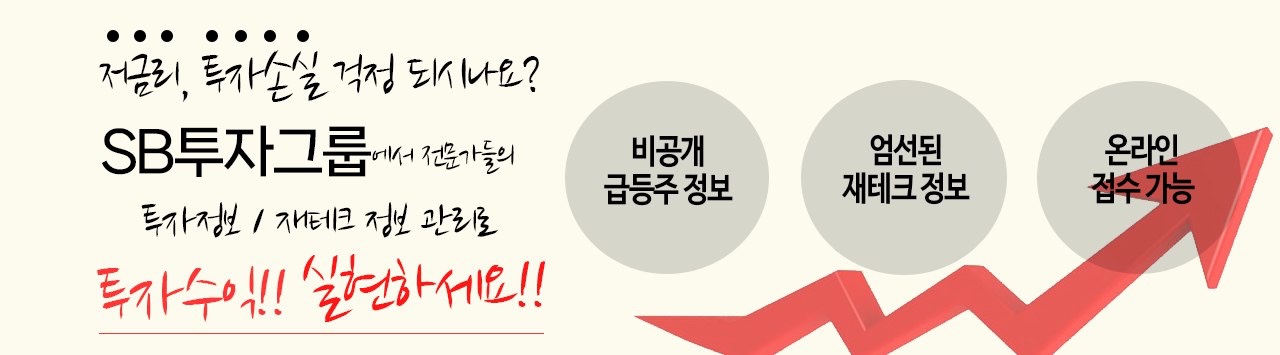 저금리, 투자손실 걱정 되시나요?
SB투자그룹에서 전문가들의
투자정보 / 재테크 정보 관리로
투자수익!! 실현하세요!!
비공개
급등주 정보
엄선된
재테크 정보
온라인
접수 가능